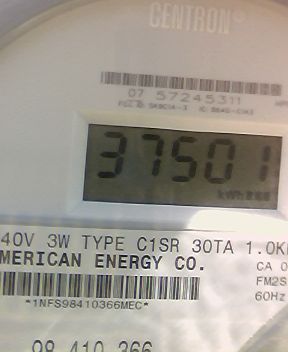 CENTRON®
07 57245311
37501
kWh
40V 3W TYPE C1SR 30TA 1.0K
MERICAN ENERGY CO.
CA 0
FM2S
*1NFS98410366MEC*
60Hz
98 410 366